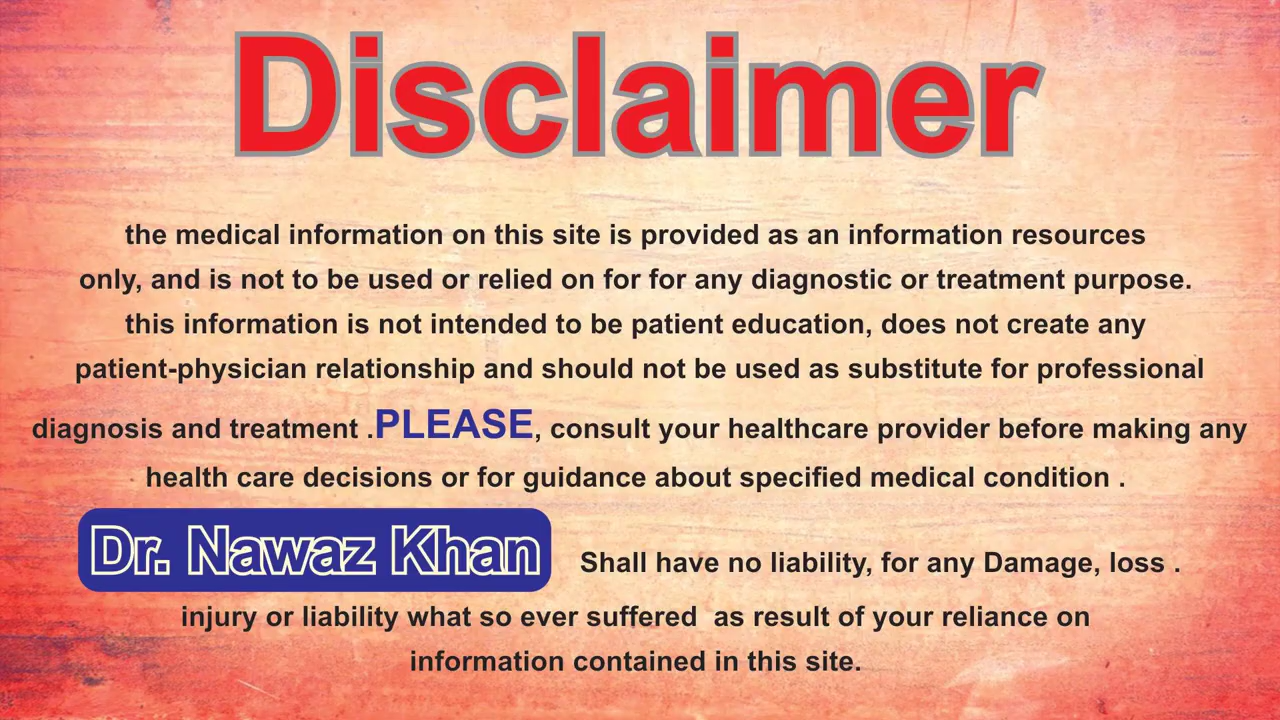 Disclaimer
the medical information on this site is provided as an information resources
only, and is not to be used or relied on for for any diagnostic or treatment purpose.
this information is not intended to be patient education, does not create any
patient-physician relationship and should not be used as substitute for professional
diagnosis and treatment .PLEASE, consult your healthcare provider before making any
health care decisions or for guidance about specified medical condition .
Dr. Nawaz Khan Shall have no liability, for any Damage, loss .
injury or liability what so ever suffered as result of your reliance on
information contained in this site.